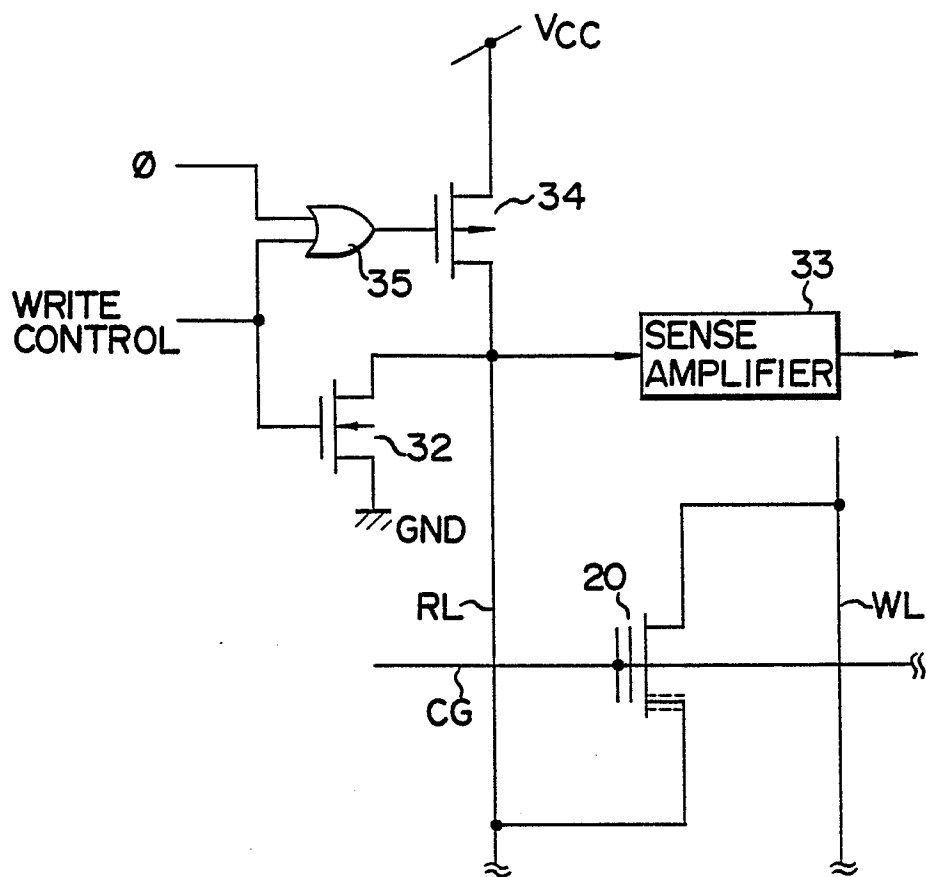 VCC
Ø
34
35
33
WRITE
CONTROL
SENSE
AMPLIFIER
32
GND
20
RL
WL
CG